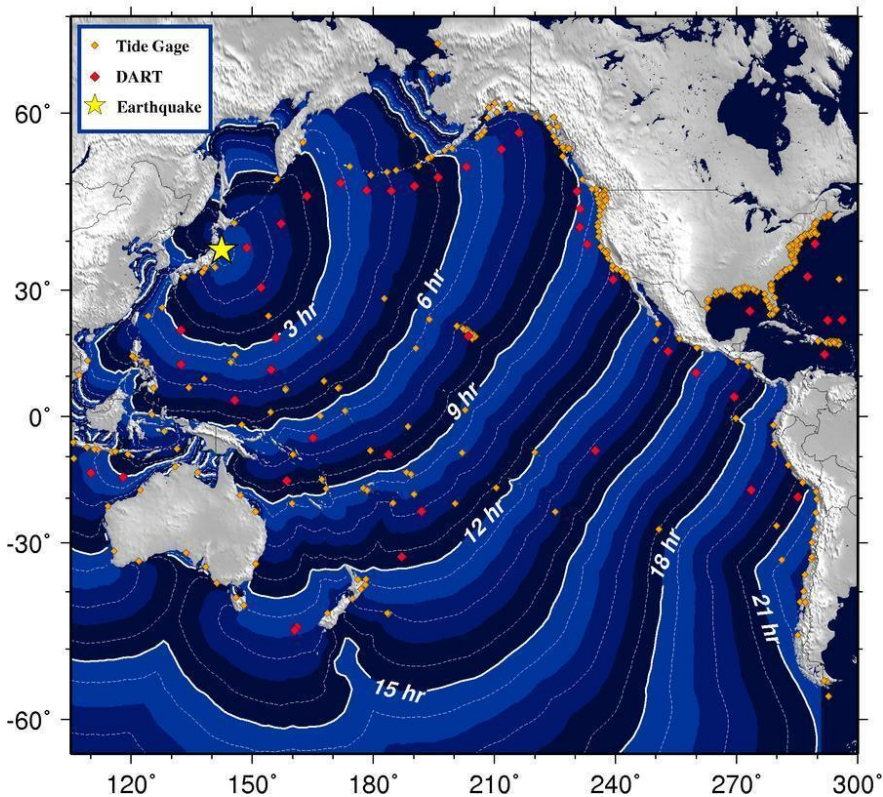 Tide Gage
DART
Earthquake
60°
30°
0°
-30°
-60°
3 hr
6 hr
9 hr
12 hr
15 hr
18 hr
21 hr
120° 150° 180° 210° 240° 270° 300°